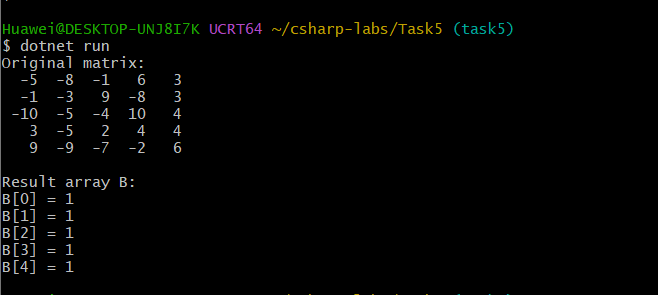 Huawei@DESKTOP-UNJ8I7K UCRT64 ~/csharp-labs/Task5 (task5)
$ dotnet run
Original matrix:
  -5  -8  -1   6   3
  -1  -3   9  -8   3
 -10  -5  -4  10   4
   3  -5   2   4   4
   9  -9  -7  -2   6
Result array B:
B[0] = 1
B[1] = 1
B[2] = 1
B[3] = 1
B[4] = 1